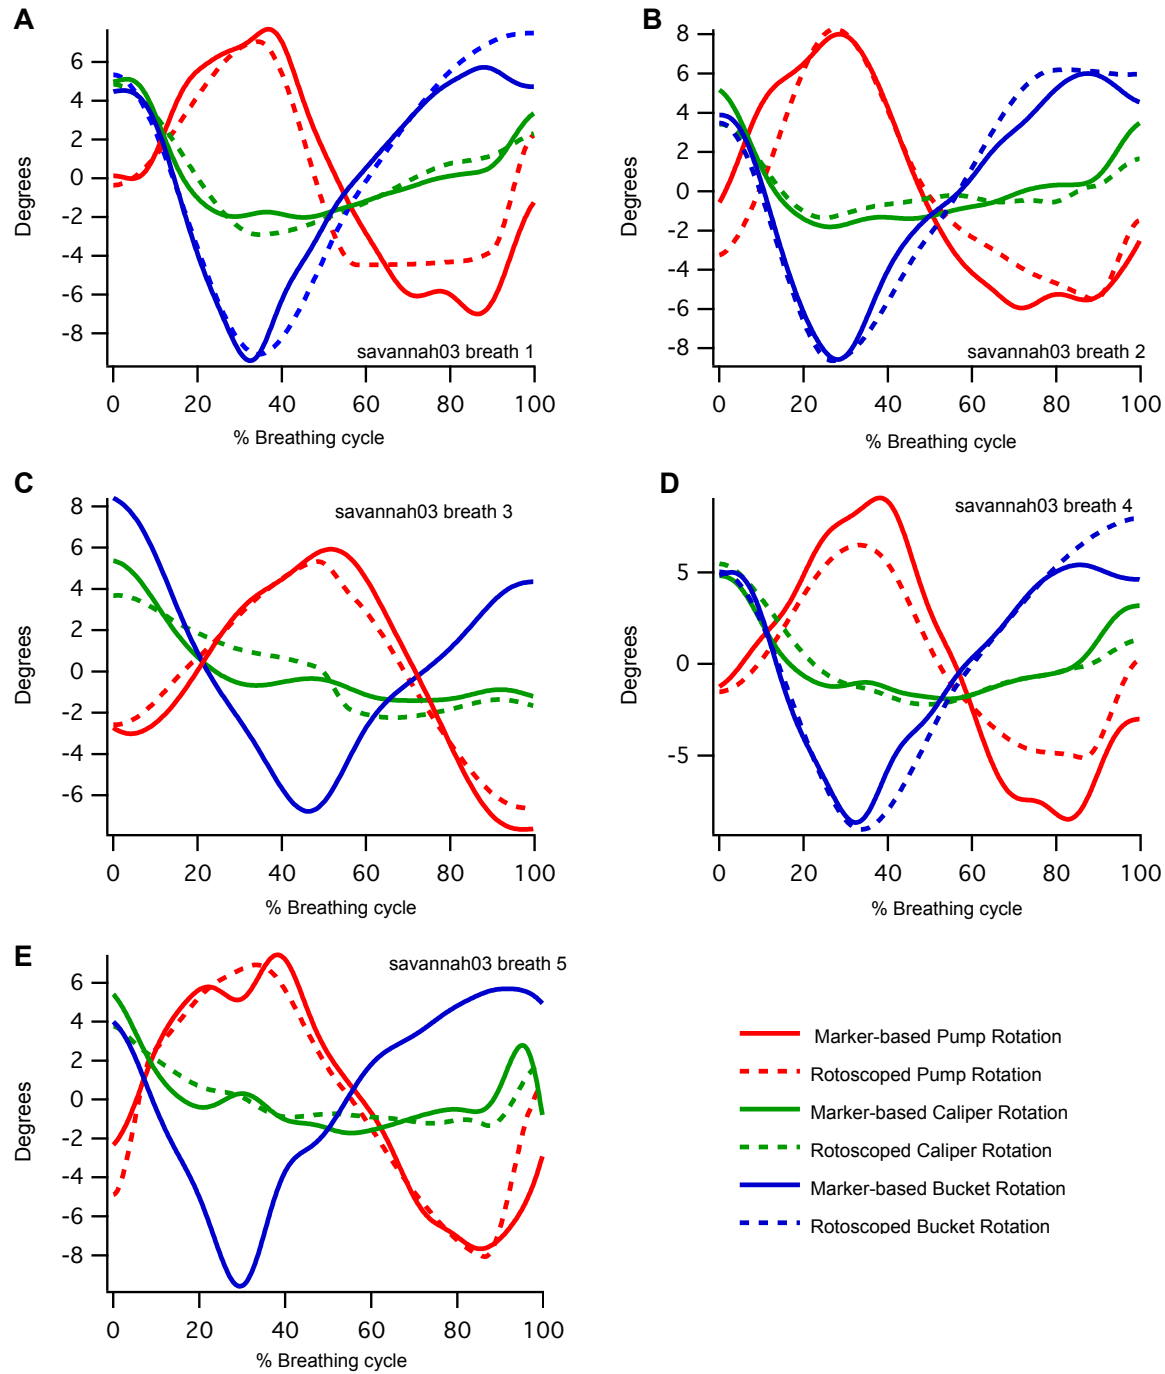 A
6
4
2
0
-2
-4
-6
-8
Degrees
savannah03 breath 1
0 20 40 60 80 100
% Breathing cycle
B
8
6
4
2
0
-2
-4
-6
-8
Degrees
savannah03 breath 2
0 20 40 60 80 100
% Breathing cycle
C
8
6
4
2
0
-2
-4
-6
Degrees
savannah03 breath 3
0 20 40 60 80 100
% Breathing cycle
D
5
0
-5
Degrees
savannah03 breath 4
0 20 40 60 80 100
% Breathing cycle
E
6
4
2
0
-2
-4
-6
-8
Degrees
savannah03 breath 5
0 20 40 60 80 100
% Breathing cycle
Marker-based Pump Rotation
Rotoscoped Pump Rotation
Marker-based Caliper Rotation
Rotoscoped Caliper Rotation
Marker-based Bucket Rotation
Rotoscoped Bucket Rotation